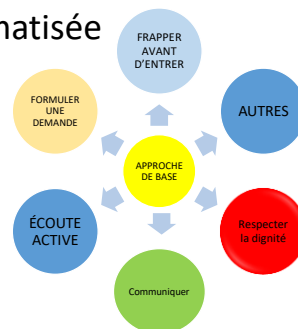 matisée
FRAPPER
AVANT
D'ENTRER
FORMULER
UNE
DEMANDE
AUTRES
APPROCHE
DE BASE
ÉCOUTE
ACTIVE
Respecter
la dignité
Communiquer